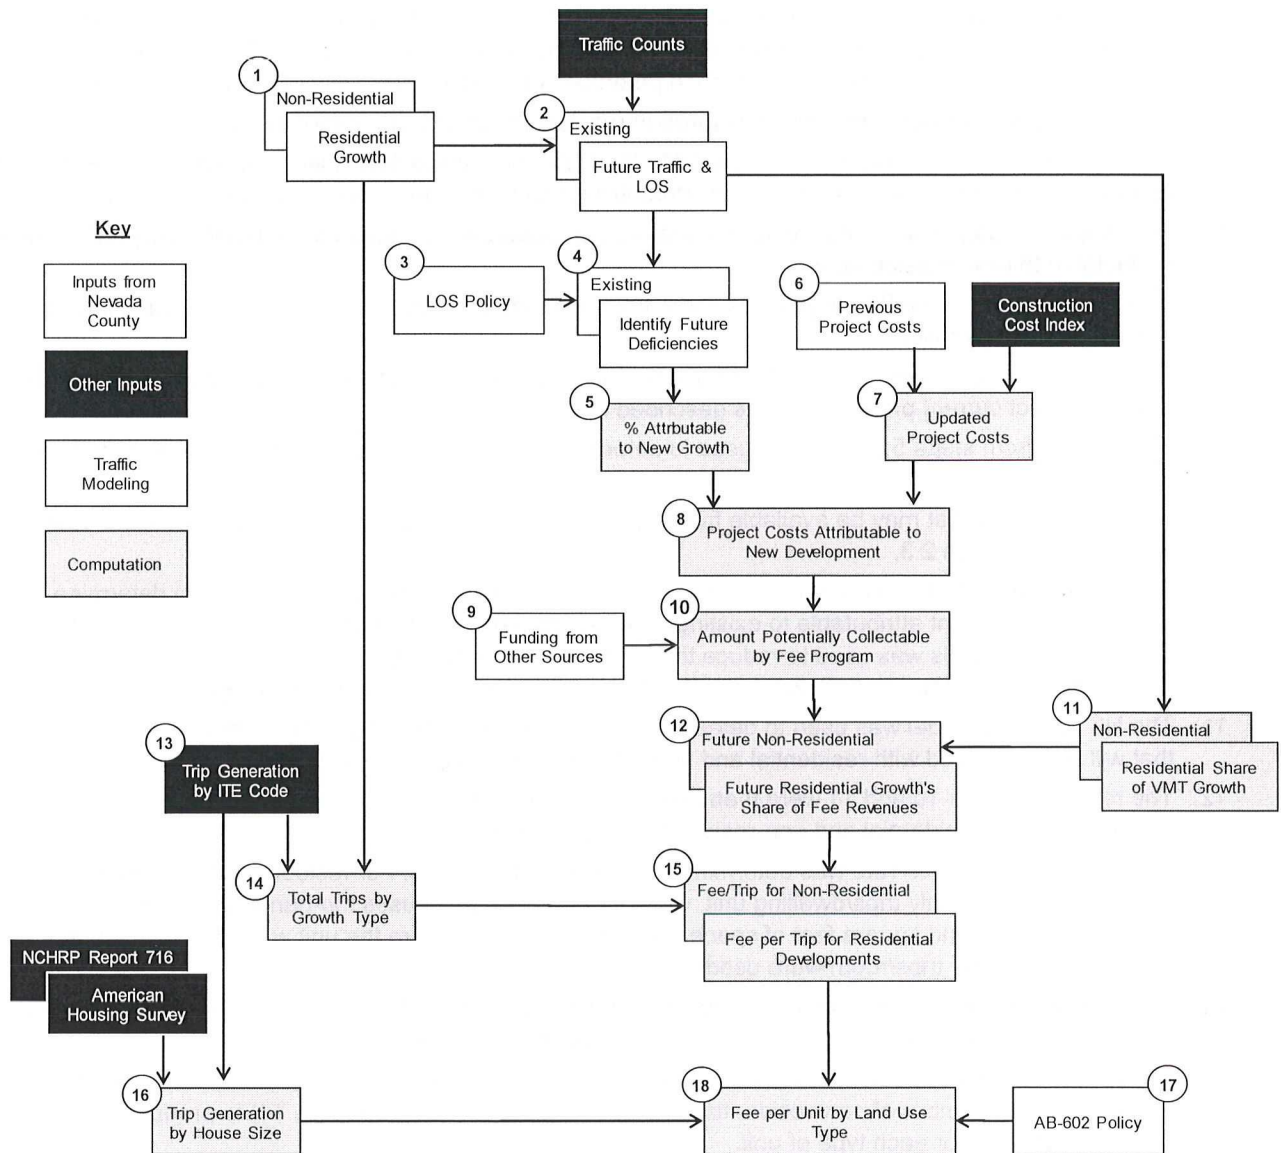 Traffic Counts
1
Non-Residential
Residential
Growth
2
Existing
Future Traffic &
LOS
Key
Inputs from
Nevada
County
Other Inputs
Traffic
Modeling
Computation
3
LOS Policy
4
Existing
Identify Future
Deficiencies
6
Previous
Project Costs
Construction
Cost Index
5
% Attrbutable
to New Growth
7
Updated
Project Costs
8
Project Costs Attributable to
New Development
9
Funding from
Other Sources
10
Amount Potentially Collectable
by Fee Program
12
Future Non-Residential
Future Residential Growth's
Share of Fee Revenues
11
Non-Residential
Residential Share
of VMT Growth
13
Trip Generation
by ITE Code
14
Total Trips by
Growth Type
15
Fee/Trip for Non-Residential
Fee per Trip for Residential
Developments
NCHRP Report 716
American
Housing Survey
16
Trip Generation
by House Size
18
Fee per Unit by Land Use
Type
17
AB-602 Policy